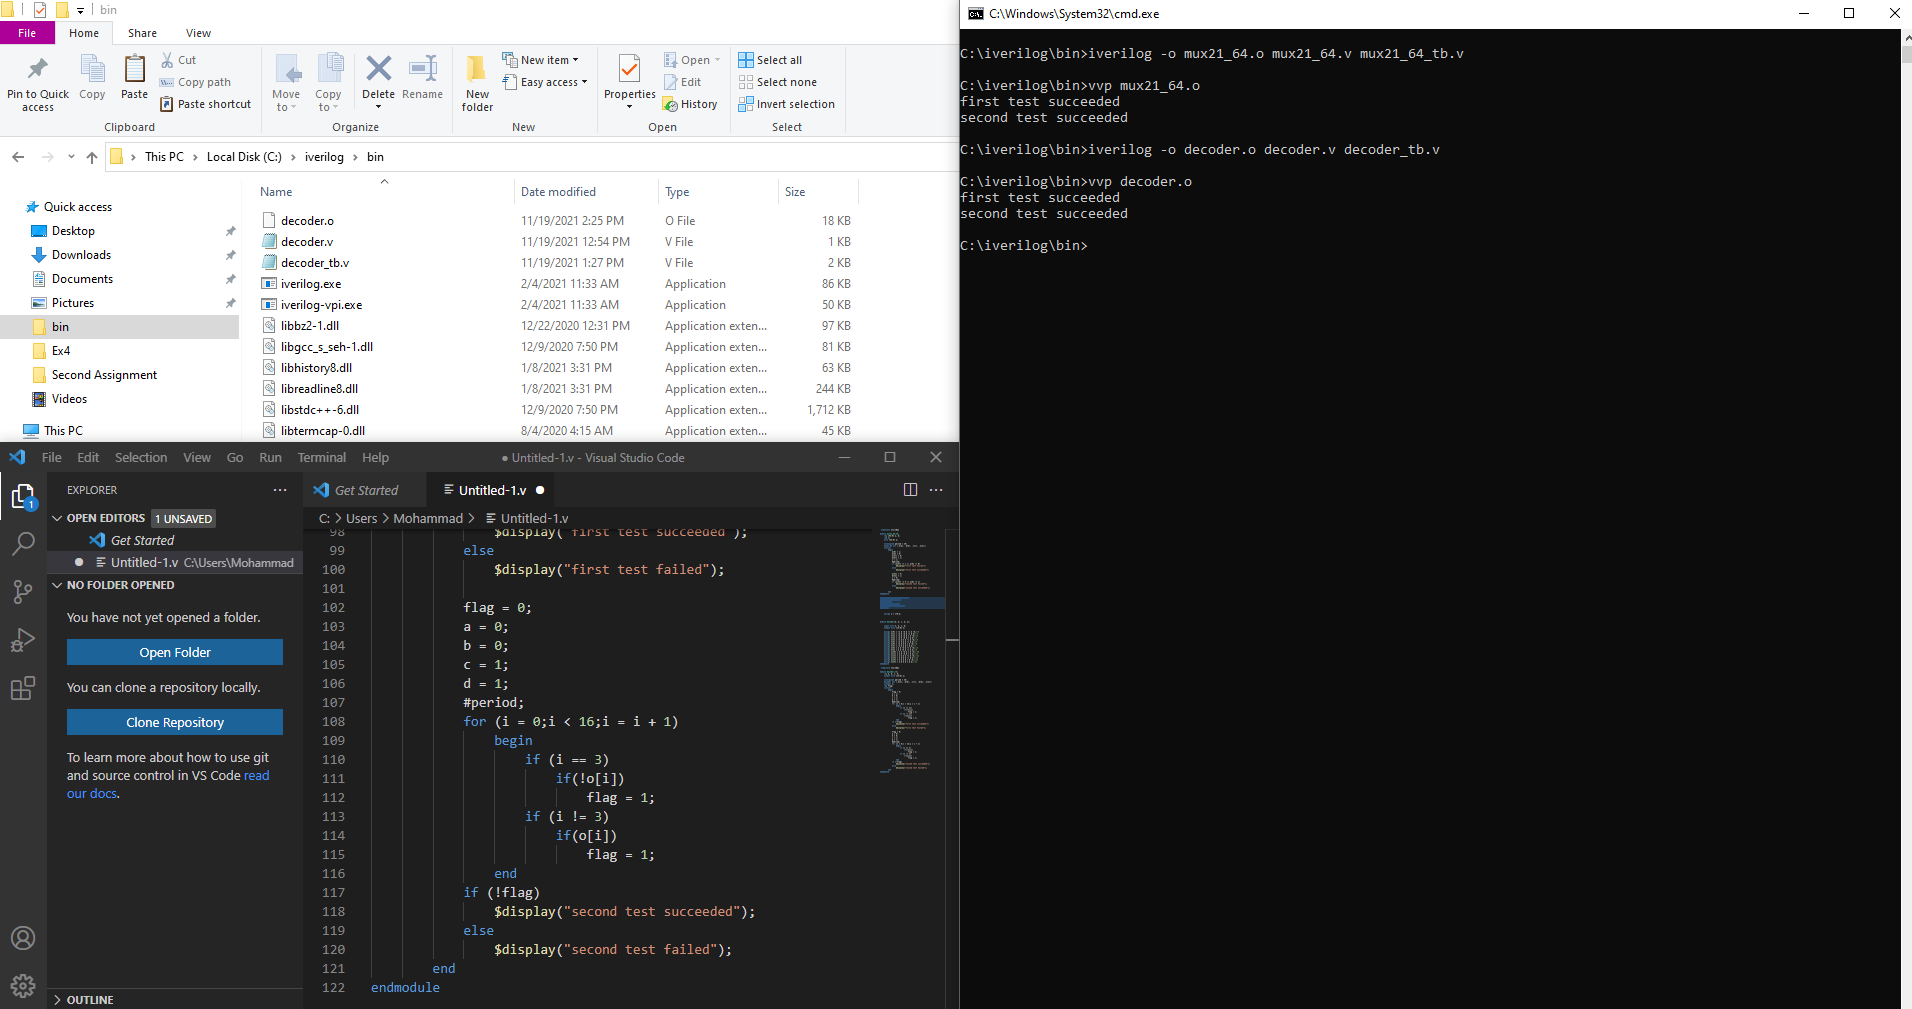 bin
File Home Share View
Pin to Quick access
Copy
Paste
Cut
Copy path
Paste shortcut
Clipboard
Move to
Copy to
Delete
Rename
Organize
New folder
New item
Easy access
New
Properties
Open
Edit
History
Open
Select all
Select none
Invert selection
Select
This PC > Local Disk (C:) > iverilog > bin
Quick access
Desktop
Downloads
Documents
Pictures
bin
Ex4
Second Assignment
Videos
This PC
Name Date modified Type Size
decoder.o 11/19/2021 2:25 PM O File 18 KB
decoder.v 11/19/2021 12:54 PM V File 1 KB
decoder_tb.v 11/19/2021 1:27 PM V File 2 KB
iverilog.exe 2/4/2021 11:33 AM Application 86 KB
iverilog-vpi.exe 2/4/2021 11:33 AM Application 50 KB
libbz2-1.dll 12/22/2020 12:31 PM Application exten... 97 KB
libgcc_s_seh-1.dll 12/9/2020 7:50 PM Application exten... 81 KB
libhistory8.dll 1/8/2021 3:31 PM Application exten... 63 KB
libreadline8.dll 1/8/2021 3:31 PM Application exten... 244 KB
libstdc++-6.dll 12/9/2020 7:50 PM Application exten... 1,712 KB
libtermcap-0.dll 8/4/2020 4:15 AM Application exten... 45 KB
C:\Windows\System32\cmd.exe
C:\iverilog\bin>iverilog -o mux21_64.o mux21_64.v mux21_64_tb.v
C:\iverilog\bin>vvp mux21_64.o
first test succeeded
second test succeeded
C:\iverilog\bin>iverilog -o decoder.o decoder.v decoder_tb.v
C:\iverilog\bin>vvp decoder.o
first test succeeded
second test succeeded
C:\iverilog\bin>
File Edit Selection View Go Run Terminal Help
● Untitled-1.v - Visual Studio Code
1
EXPLORER
OPEN EDITORS 1 UNSAVED
Get Started
Untitled-1.v C:\Users\Mohammad
NO FOLDER OPENED
You have not yet opened a folder.
Open Folder
You can clone a repository locally.
Clone Repository
To learn more about how to use git
and source control in VS Code read
our docs.
OUTLINE
Get Started Untitled-1.v
C: > Users > Mohammad > Untitled-1.v
98 $display("first test succeeded");
99 else
100 $display("first test failed");
101
102 flag = 0;
103 a = 0;
104 b = 0;
105 c = 1;
106 d = 1;
107 #period;
108 for (i = 0;i < 16;i = i + 1)
109 begin
110 if (i == 3)
111 if(!o[i])
112 flag = 1;
113 if (i != 3)
114 if(o[i])
115 flag = 1;
116 end
117 if (!flag)
118 $display("second test succeeded");
119 else
120 $display("second test failed");
121 end
122 endmodule